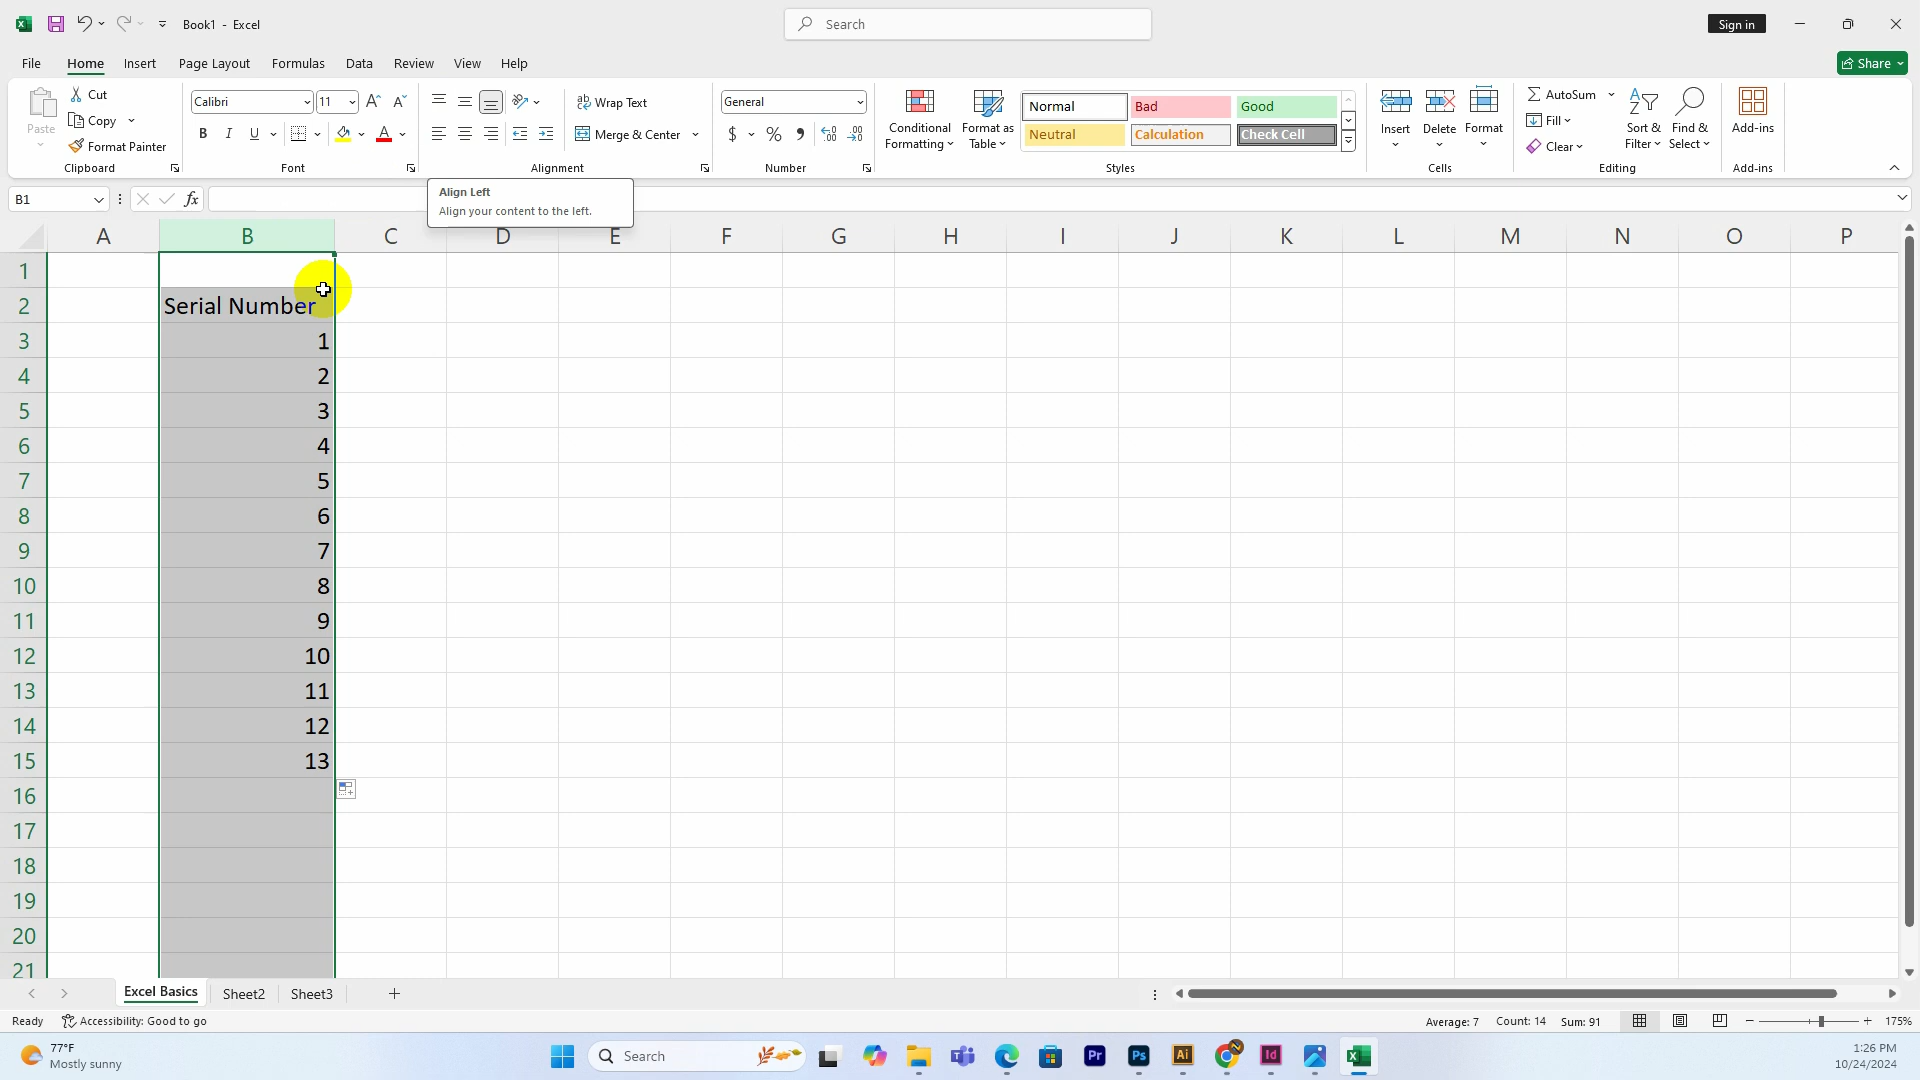 Book1 - Excel
Search
Sign in
File Home Insert Page Layout Formulas Data Review View Help
Share
Paste
Cut
Copy
Format Painter
Clipboard
Calibri 11
B I U
Font
Wrap Text
Merge & Center
Alignment
General
$ % ,
Number
Conditional Formatting
Format as Table
Normal Bad Good
Neutral Calculation Check Cell
Styles
Insert Delete Format
Cells
AutoSum
Fill
Clear
Sort & Filter
Find & Select
Editing
Add-ins
Add-ins
B1
fx
Align Left
Align your content to the left.
A B C D E F G H I J K L M N O P
1
2 Serial Number
3 1
4 2
5 3
6 4
7 5
8 6
9 7
10 8
11 9
12 10
13 11
14 12
15 13
16
17
18
19
20
21
Excel Basics Sheet2 Sheet3
Ready Accessibility: Good to go
Average: 7 Count: 14 Sum: 91
175%
77°F
Mostly sunny
Search
Pr Ps Ai Id
1:26 PM
10/24/2024